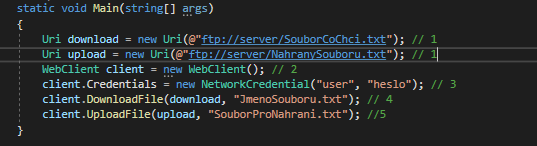 static void Main(string[] args)
{
Uri download = new Uri(@"ftp://server/SouborCoChci.txt"); // 1
Uri upload = new Uri(@"ftp://server/NahranySouboru.txt"); // 1
WebClient client = new WebClient(); // 2
client.Credentials = new NetworkCredential("user", "heslo"); // 3
client.DownloadFile(download, "JmenoSouboru.txt"); // 4
client.UploadFile(upload, "SouborProNahrani.txt"); //5
}